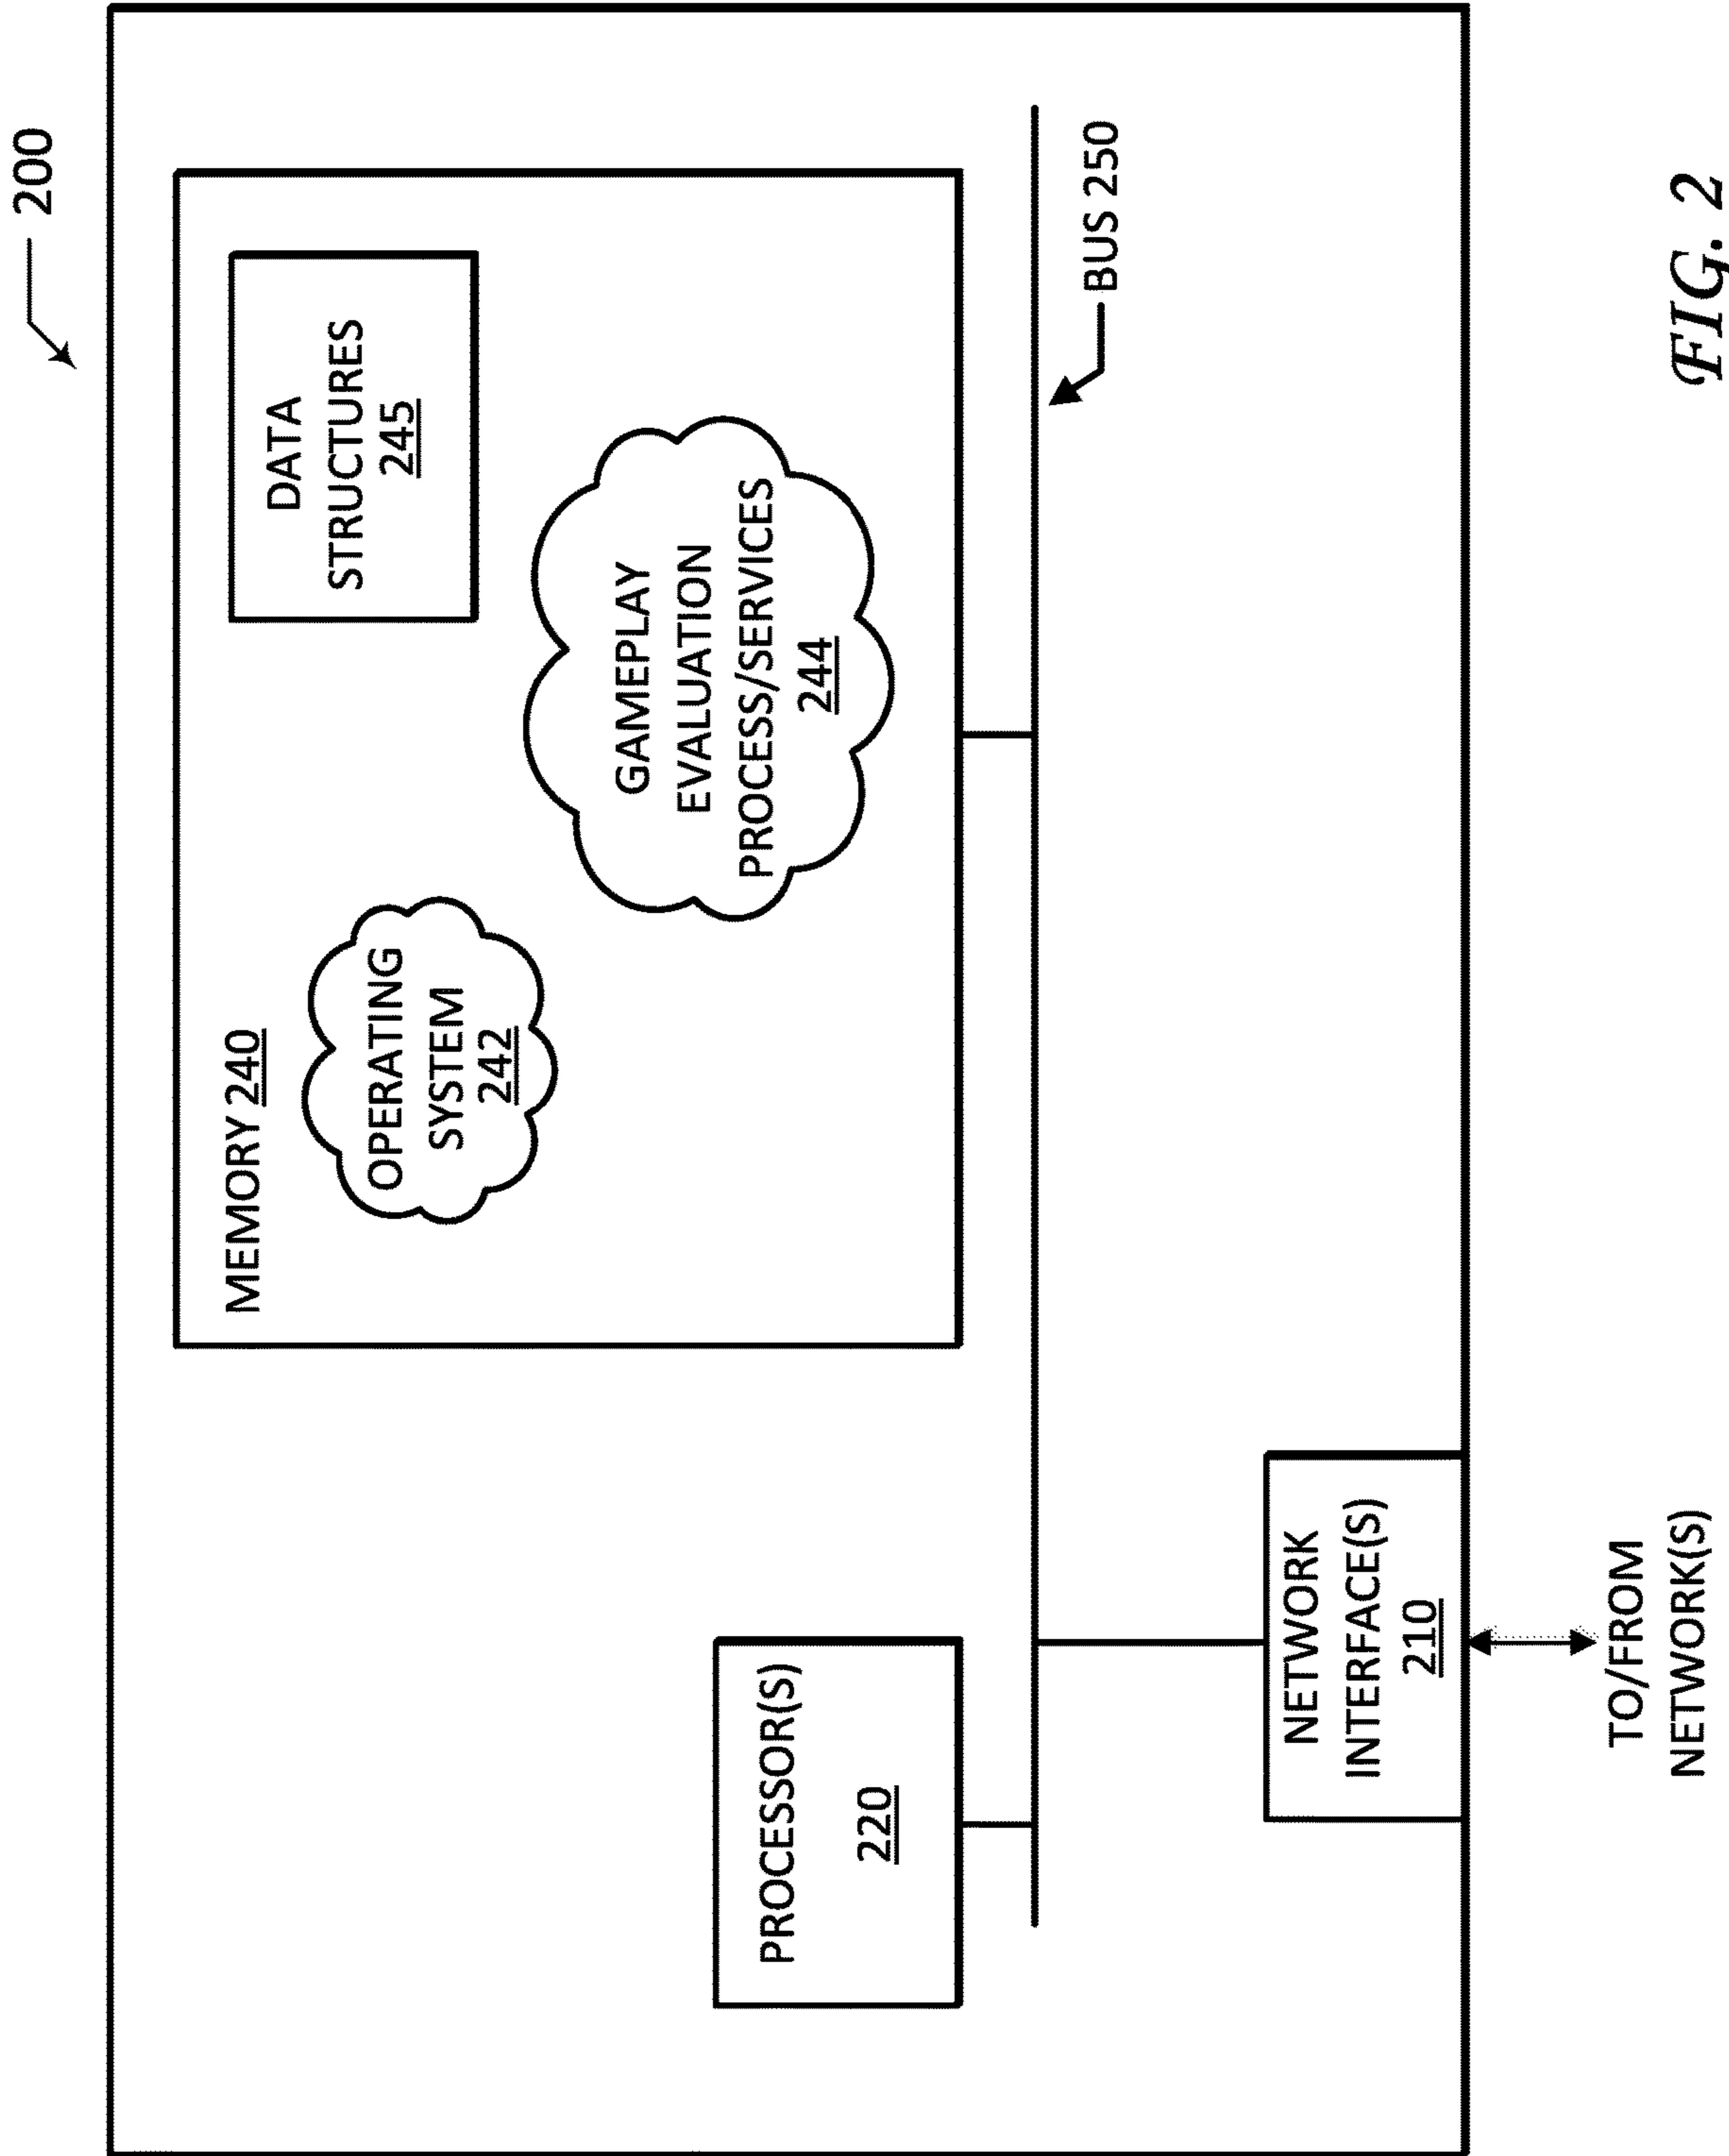 200
MEMORY 240
OPERATING
SYSTEM
242
DATA
STRUCTURES
245
GAMEPLAY
EVALUATION
PROCESS/SERVICES
244
PROCESSOR(S)
220
BUS 250
NETWORK
INTERFACE(S)
210
TO/FROM
NETWORK(S)
FIG. 2